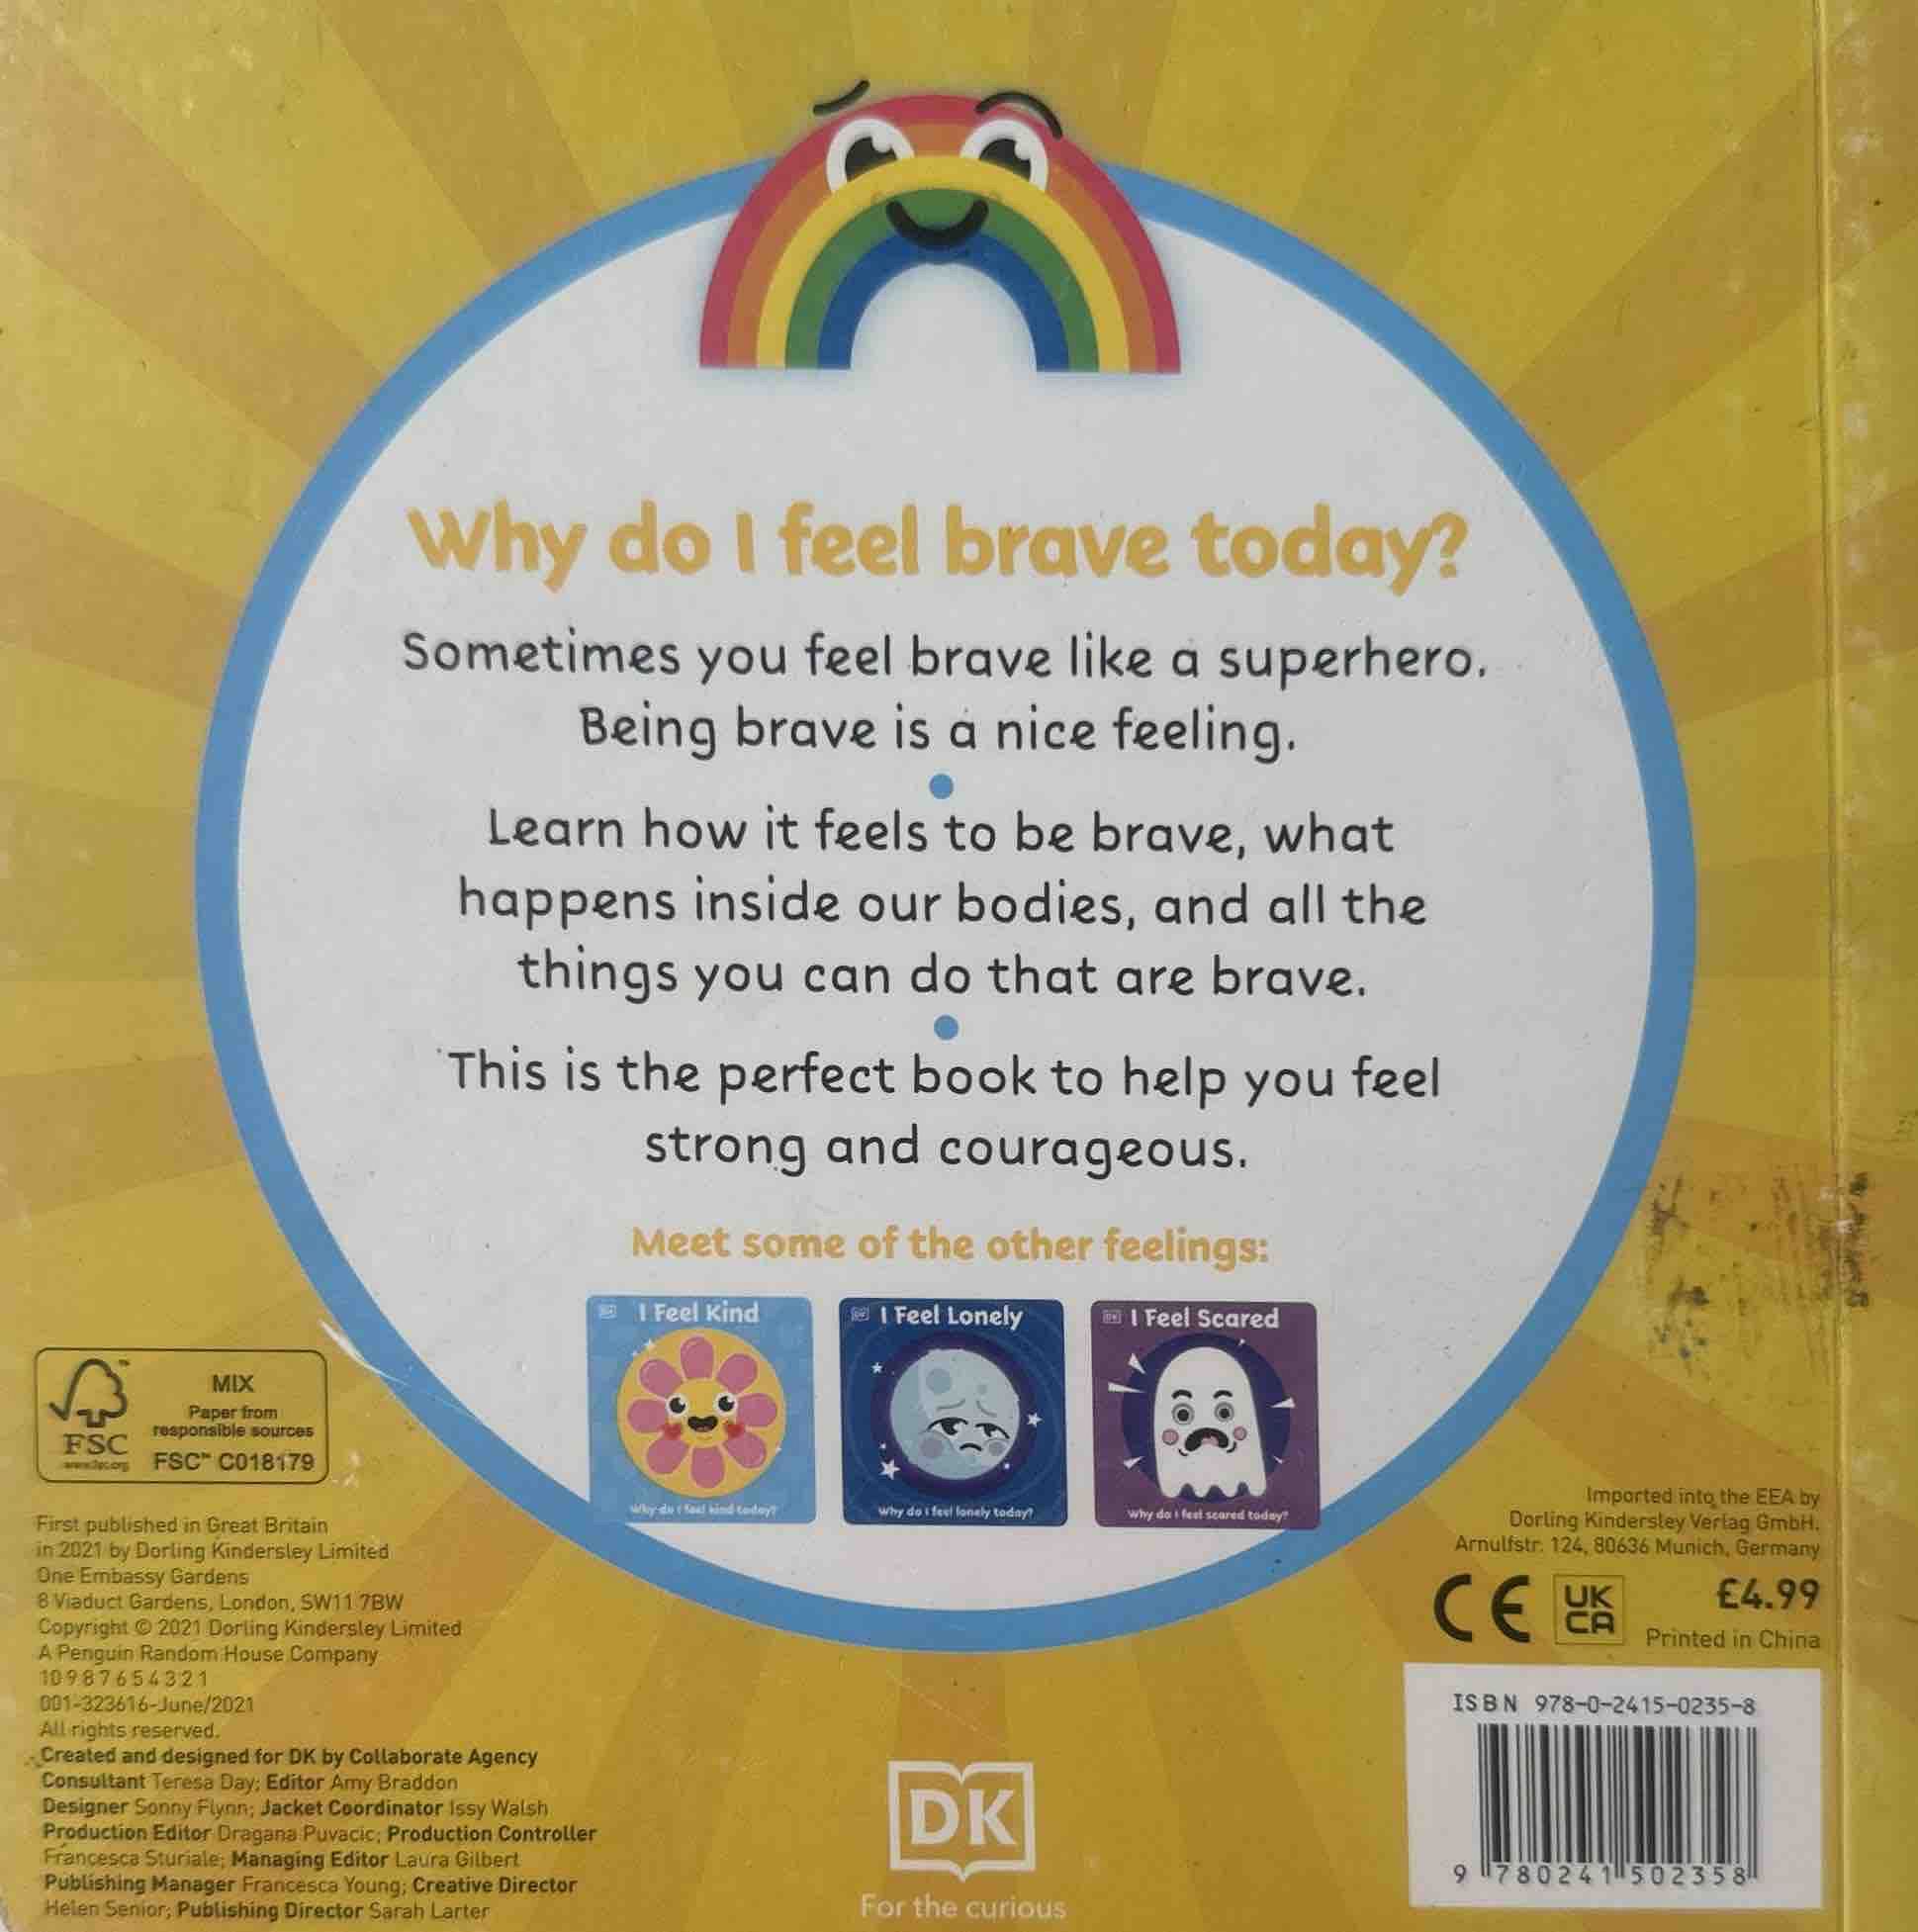 Why do I feel brave today?
Sometimes you feel brave like a superhero.
Being brave is a nice feeling.
Learn how it feels to be brave, what
happens inside our bodies, and all the
things you can do that are brave.
This is the perfect book to help you feel
strong and courageous.
Meet some of the other feelings:
DK I Feel Kind
Why do I feel kind today?
DK I Feel Lonely
Why do I feel lonely today?
DK I Feel Scared
Why do I feel scared today?
FSC
www.fsc.org
MIX
Paper from
responsible sources
FSC™ C018179
First published in Great Britain
in 2021 by Dorling Kindersley Limited
One Embassy Gardens
8 Viaduct Gardens, London, SW11 7BW
Copyright © 2021 Dorling Kindersley Limited
A Penguin Random House Company
10 9 8 7 6 5 4 3 2 1
001-323616-June/2021
All rights reserved.
Created and designed for DK by Collaborate Agency
Consultant Teresa Day; Editor Amy Braddon
Designer Sonny Flynn; Jacket Coordinator Issy Walsh
Production Editor Dragana Puvacic; Production Controller
Francesca Sturiale; Managing Editor Laura Gilbert
Publishing Manager Francesca Young; Creative Director
Helen Senior; Publishing Director Sarah Larter
DK
For the curious
Imported into the EEA by
Dorling Kindersley Verlag GmbH.
Arnulfstr. 124, 80636 Munich, Germany
CE UK
CA
£4.99
Printed in China
ISBN 978-0-2415-0235-8
9 780241 502358